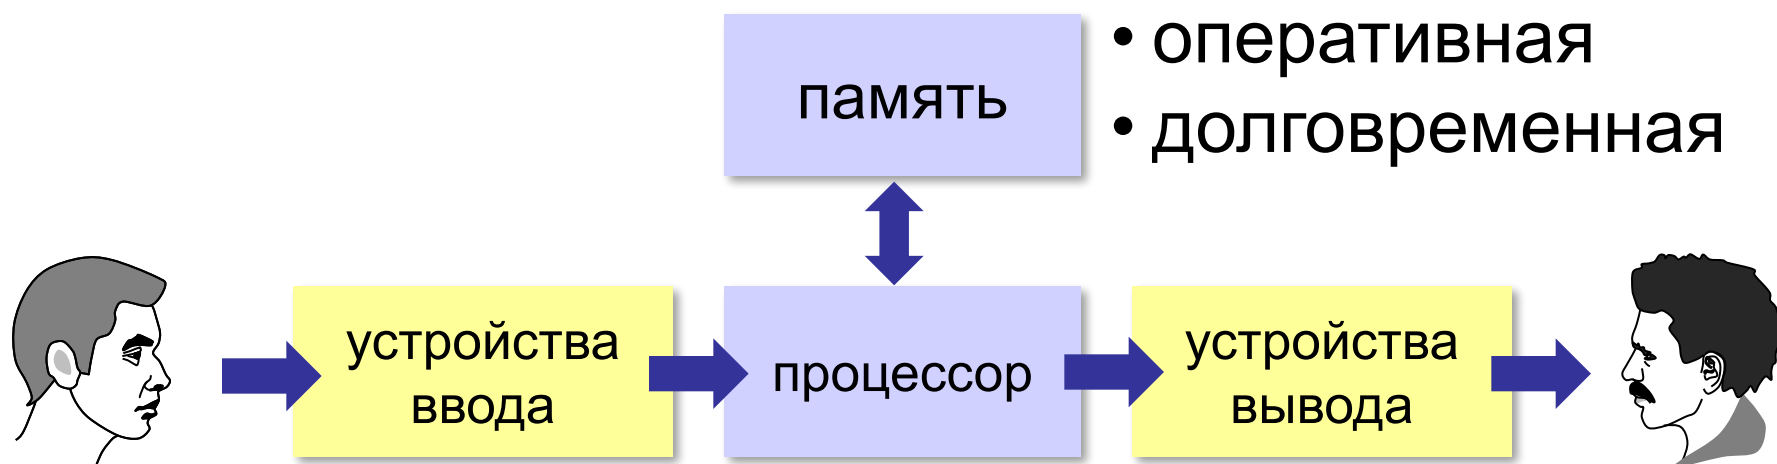 память
• оперативная
• долговременная
устройства
ввода
процессор
устройства
вывода